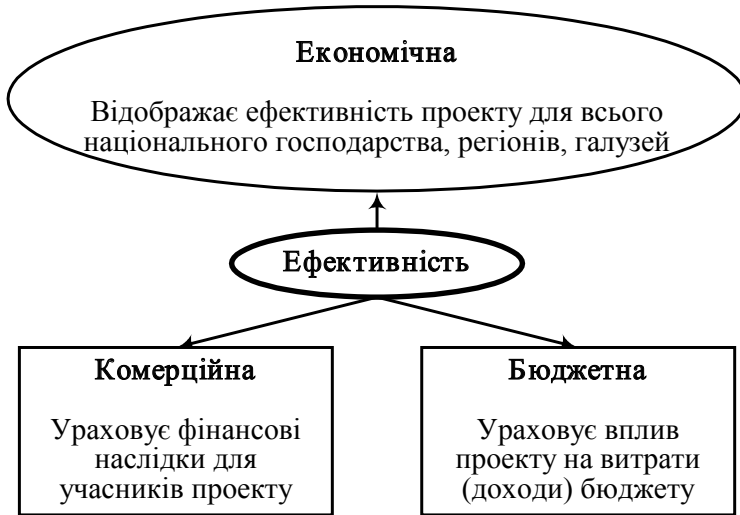 Економічна
Відображає ефективність проекту для всього
національного господарства, регіонів, галузей
Ефективність
Комерційна
Ураховує фінансові
наслідки для
учасників проекту
Бюджетна
Ураховує вплив
проекту на витрати
(доходи) бюджету